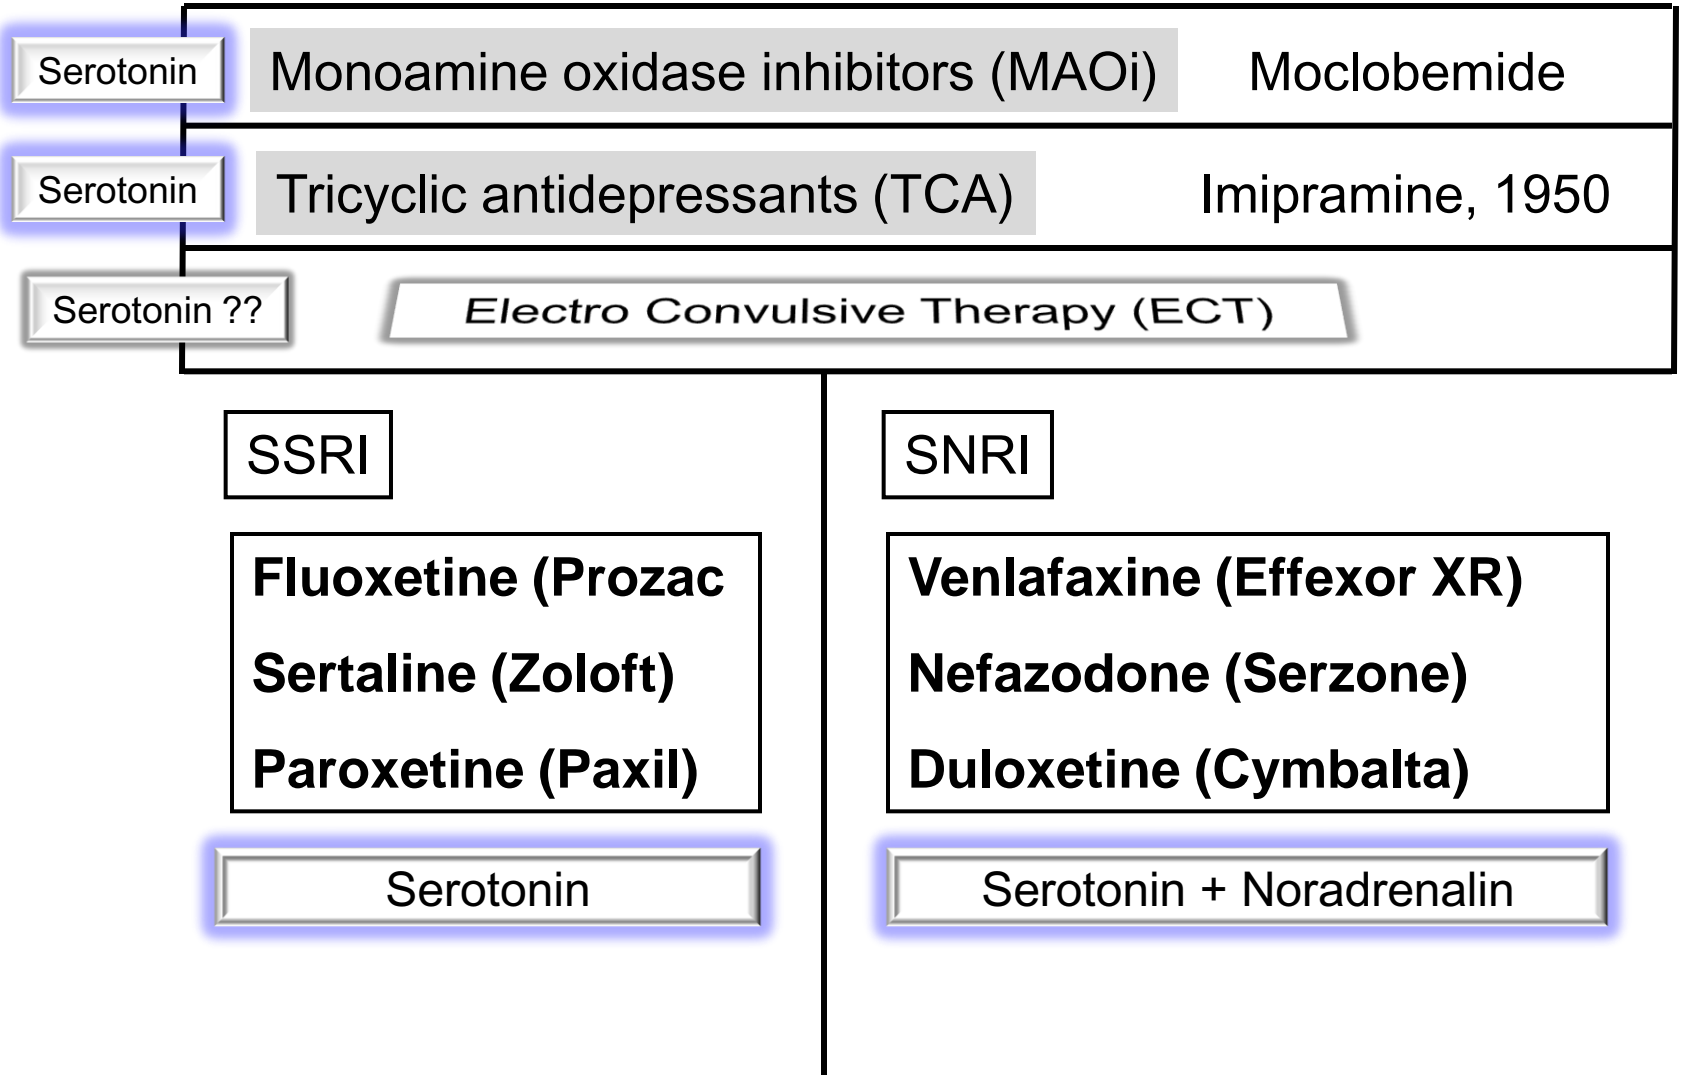 Serotonin Monoamine oxidase inhibitors (MAOi) Moclobemide
Serotonin Tricyclic antidepressants (TCA) Imipramine, 1950
Serotonin ?? Electro Convulsive Therapy (ECT)
SSRI
Fluoxetine (Prozac
Sertaline (Zoloft)
Paroxetine (Paxil)
Serotonin
SNRI
Venlafaxine (Effexor XR)
Nefazodone (Serzone)
Duloxetine (Cymbalta)
Serotonin + Noradrenalin